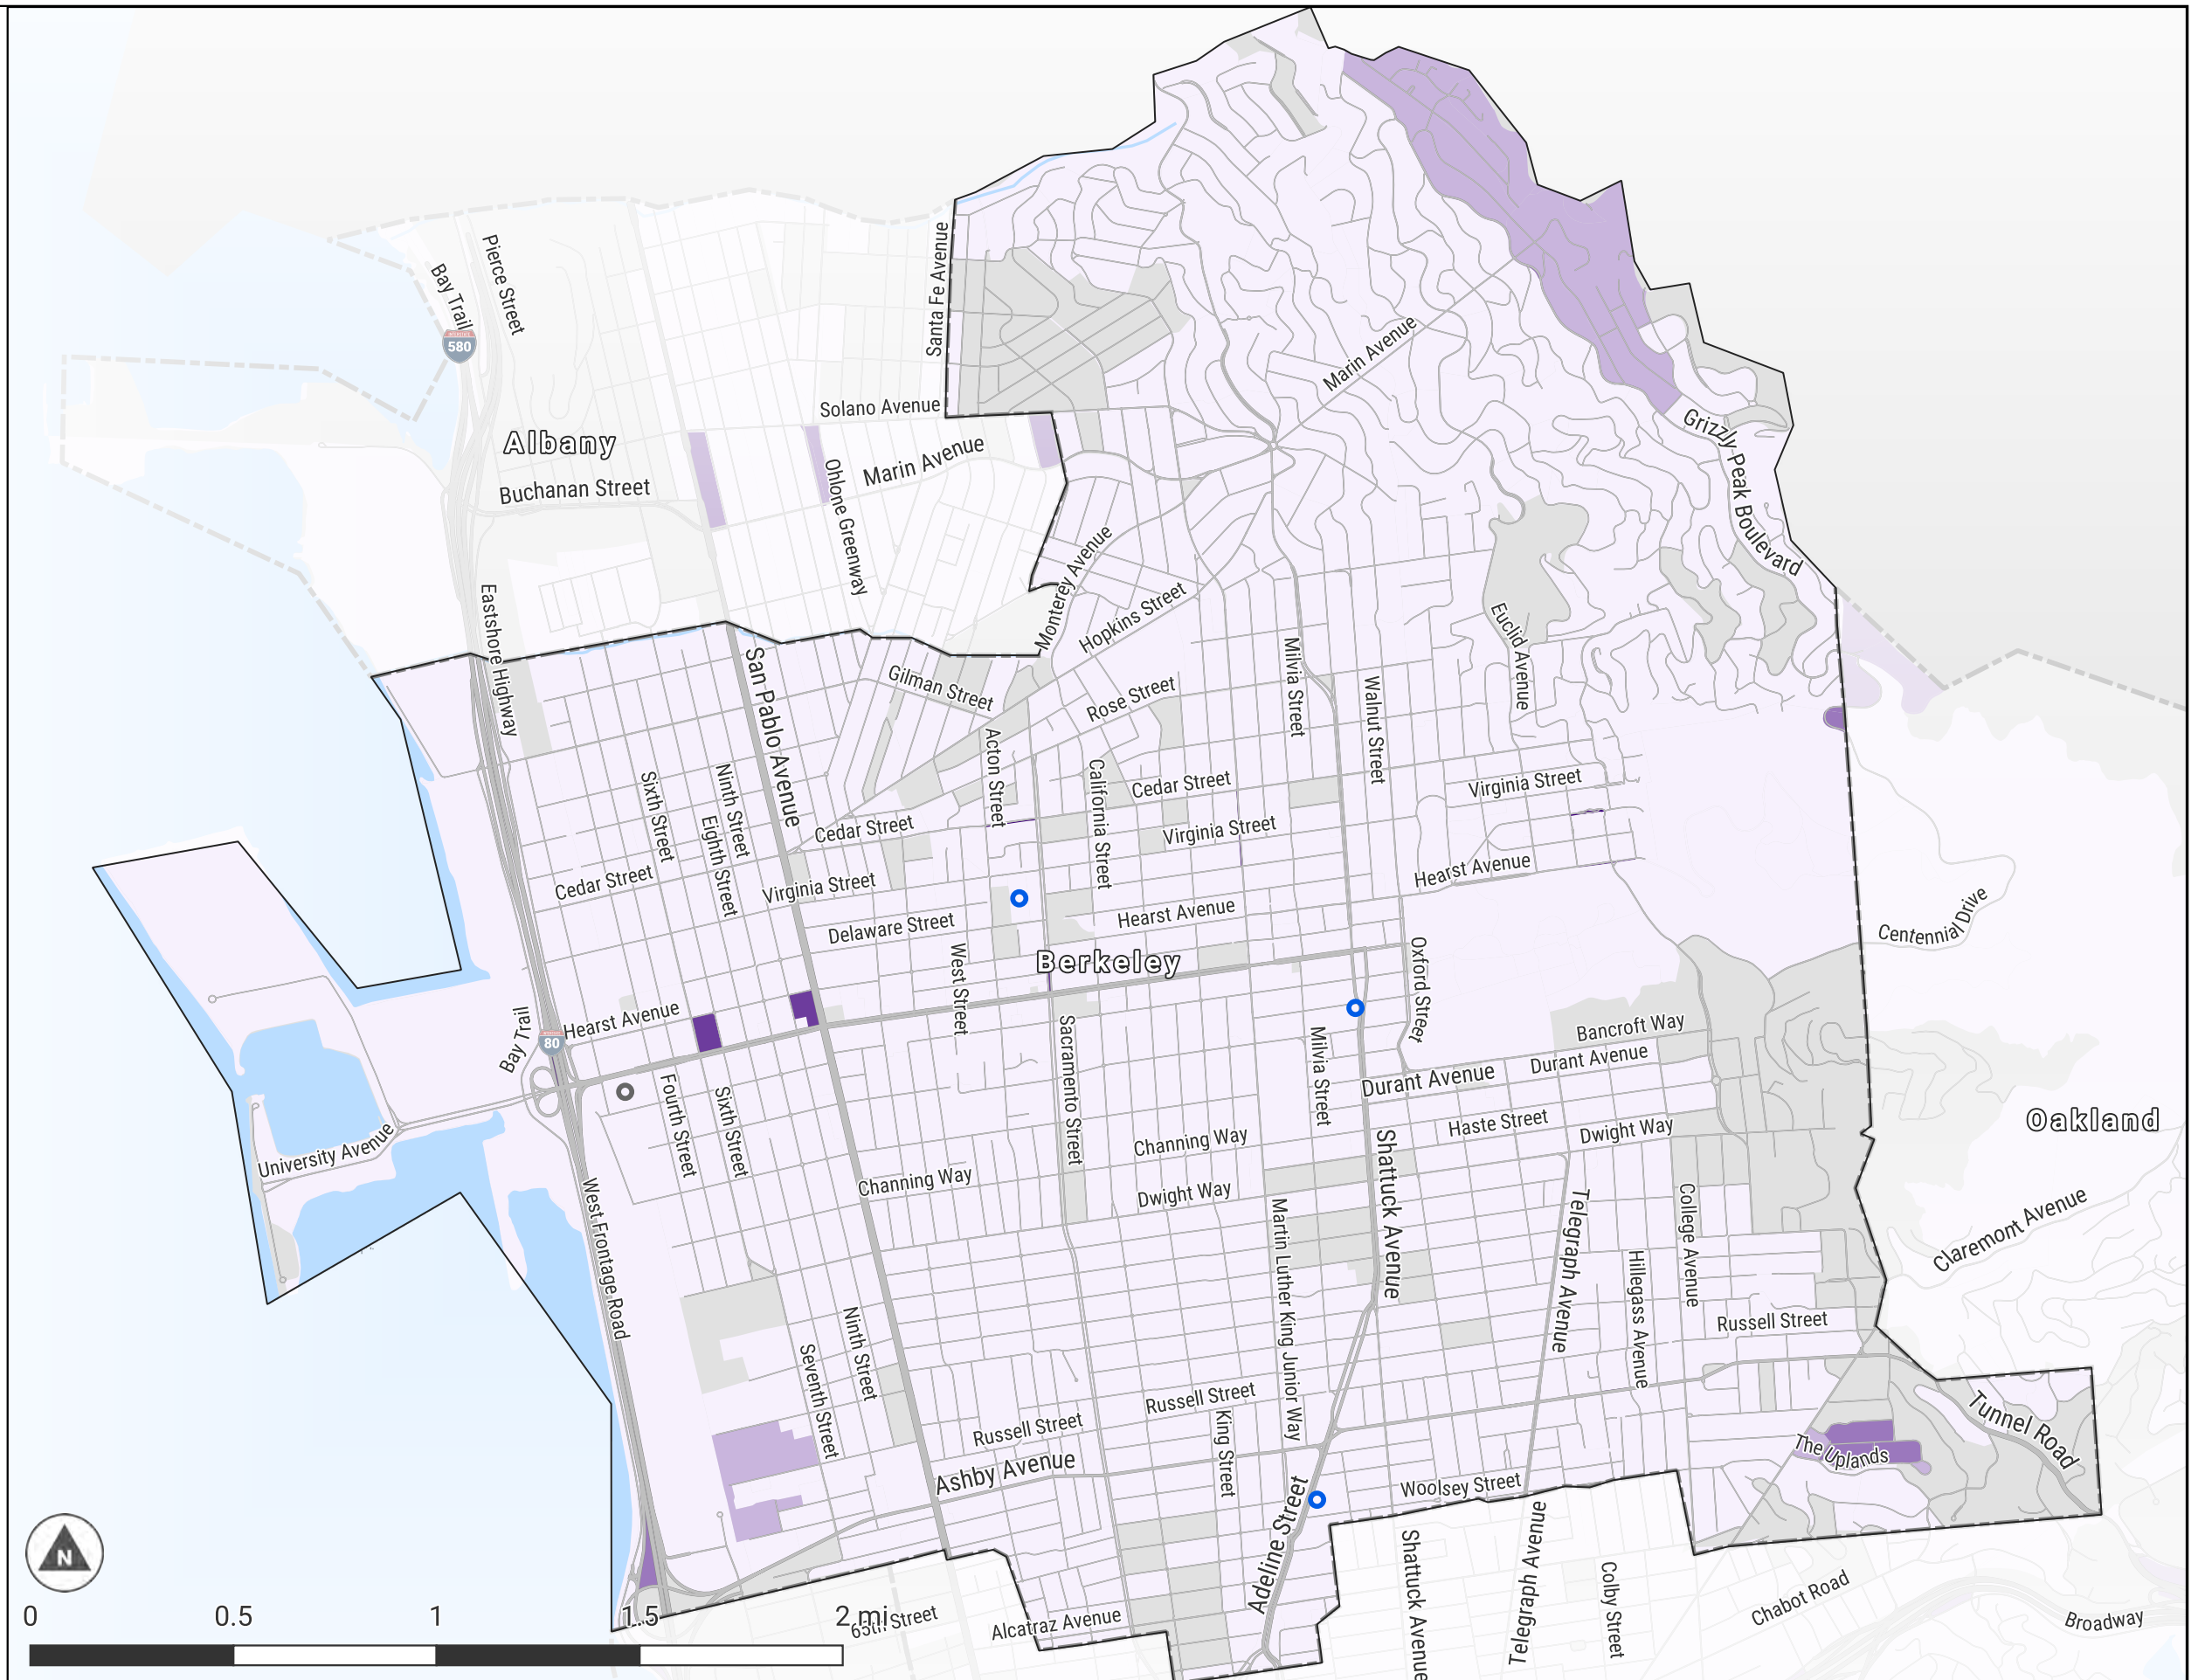 Santa Fe Avenue
Bay Trail
Pierce Street
580
Marin Avenue
Solano Avenue
Albany
Marin Avenue
Buchanan Street
Ohlone Greenway
Grizzly Peak Boulevard
Monterey Avenue
Hopkins Street
Eastshore Highway
San Pablo Avenue
Gilman Street
Rose Street
Milvia Street
Walnut Street
Euclid Avenue
Acton Street
California Street
Cedar Street
Virginia Street
Sixth Street
Ninth Street
Eighth Street
Cedar Street
Virginia Street
Cedar Street
Virginia Street
Hearst Avenue
Delaware Street
Hearst Avenue
West Street
Berkeley
Oxford Street
Centennial Drive
Bay Trail
80
Hearst Avenue
Sacramento Street
Milvia Street
Bancroft Way
Durant Avenue
Durant Avenue
Fourth Street
Sixth Street
University Avenue
Channing Way
Haste Street
Dwight Way
Oakland
Channing Way
Dwight Way
West Frontage Road
Martin Luther King Junior Way
Shattuck Avenue
Telegraph Avenue
College Avenue
Hillegass Avenue
Claremont Avenue
Russell Street
Ninth Street
Seventh Street
Russell Street
Russell Street
King Street
Ashby Avenue
Woolsey Street
The Uplands
Tunnel Road
Adeline Street
Shattuck Avenue
Telegraph Avenue
Colby Street
Chabot Road
Broadway
Alcatraz Avenue
65th Street
N
0 0.5 1 1.5 2 mi